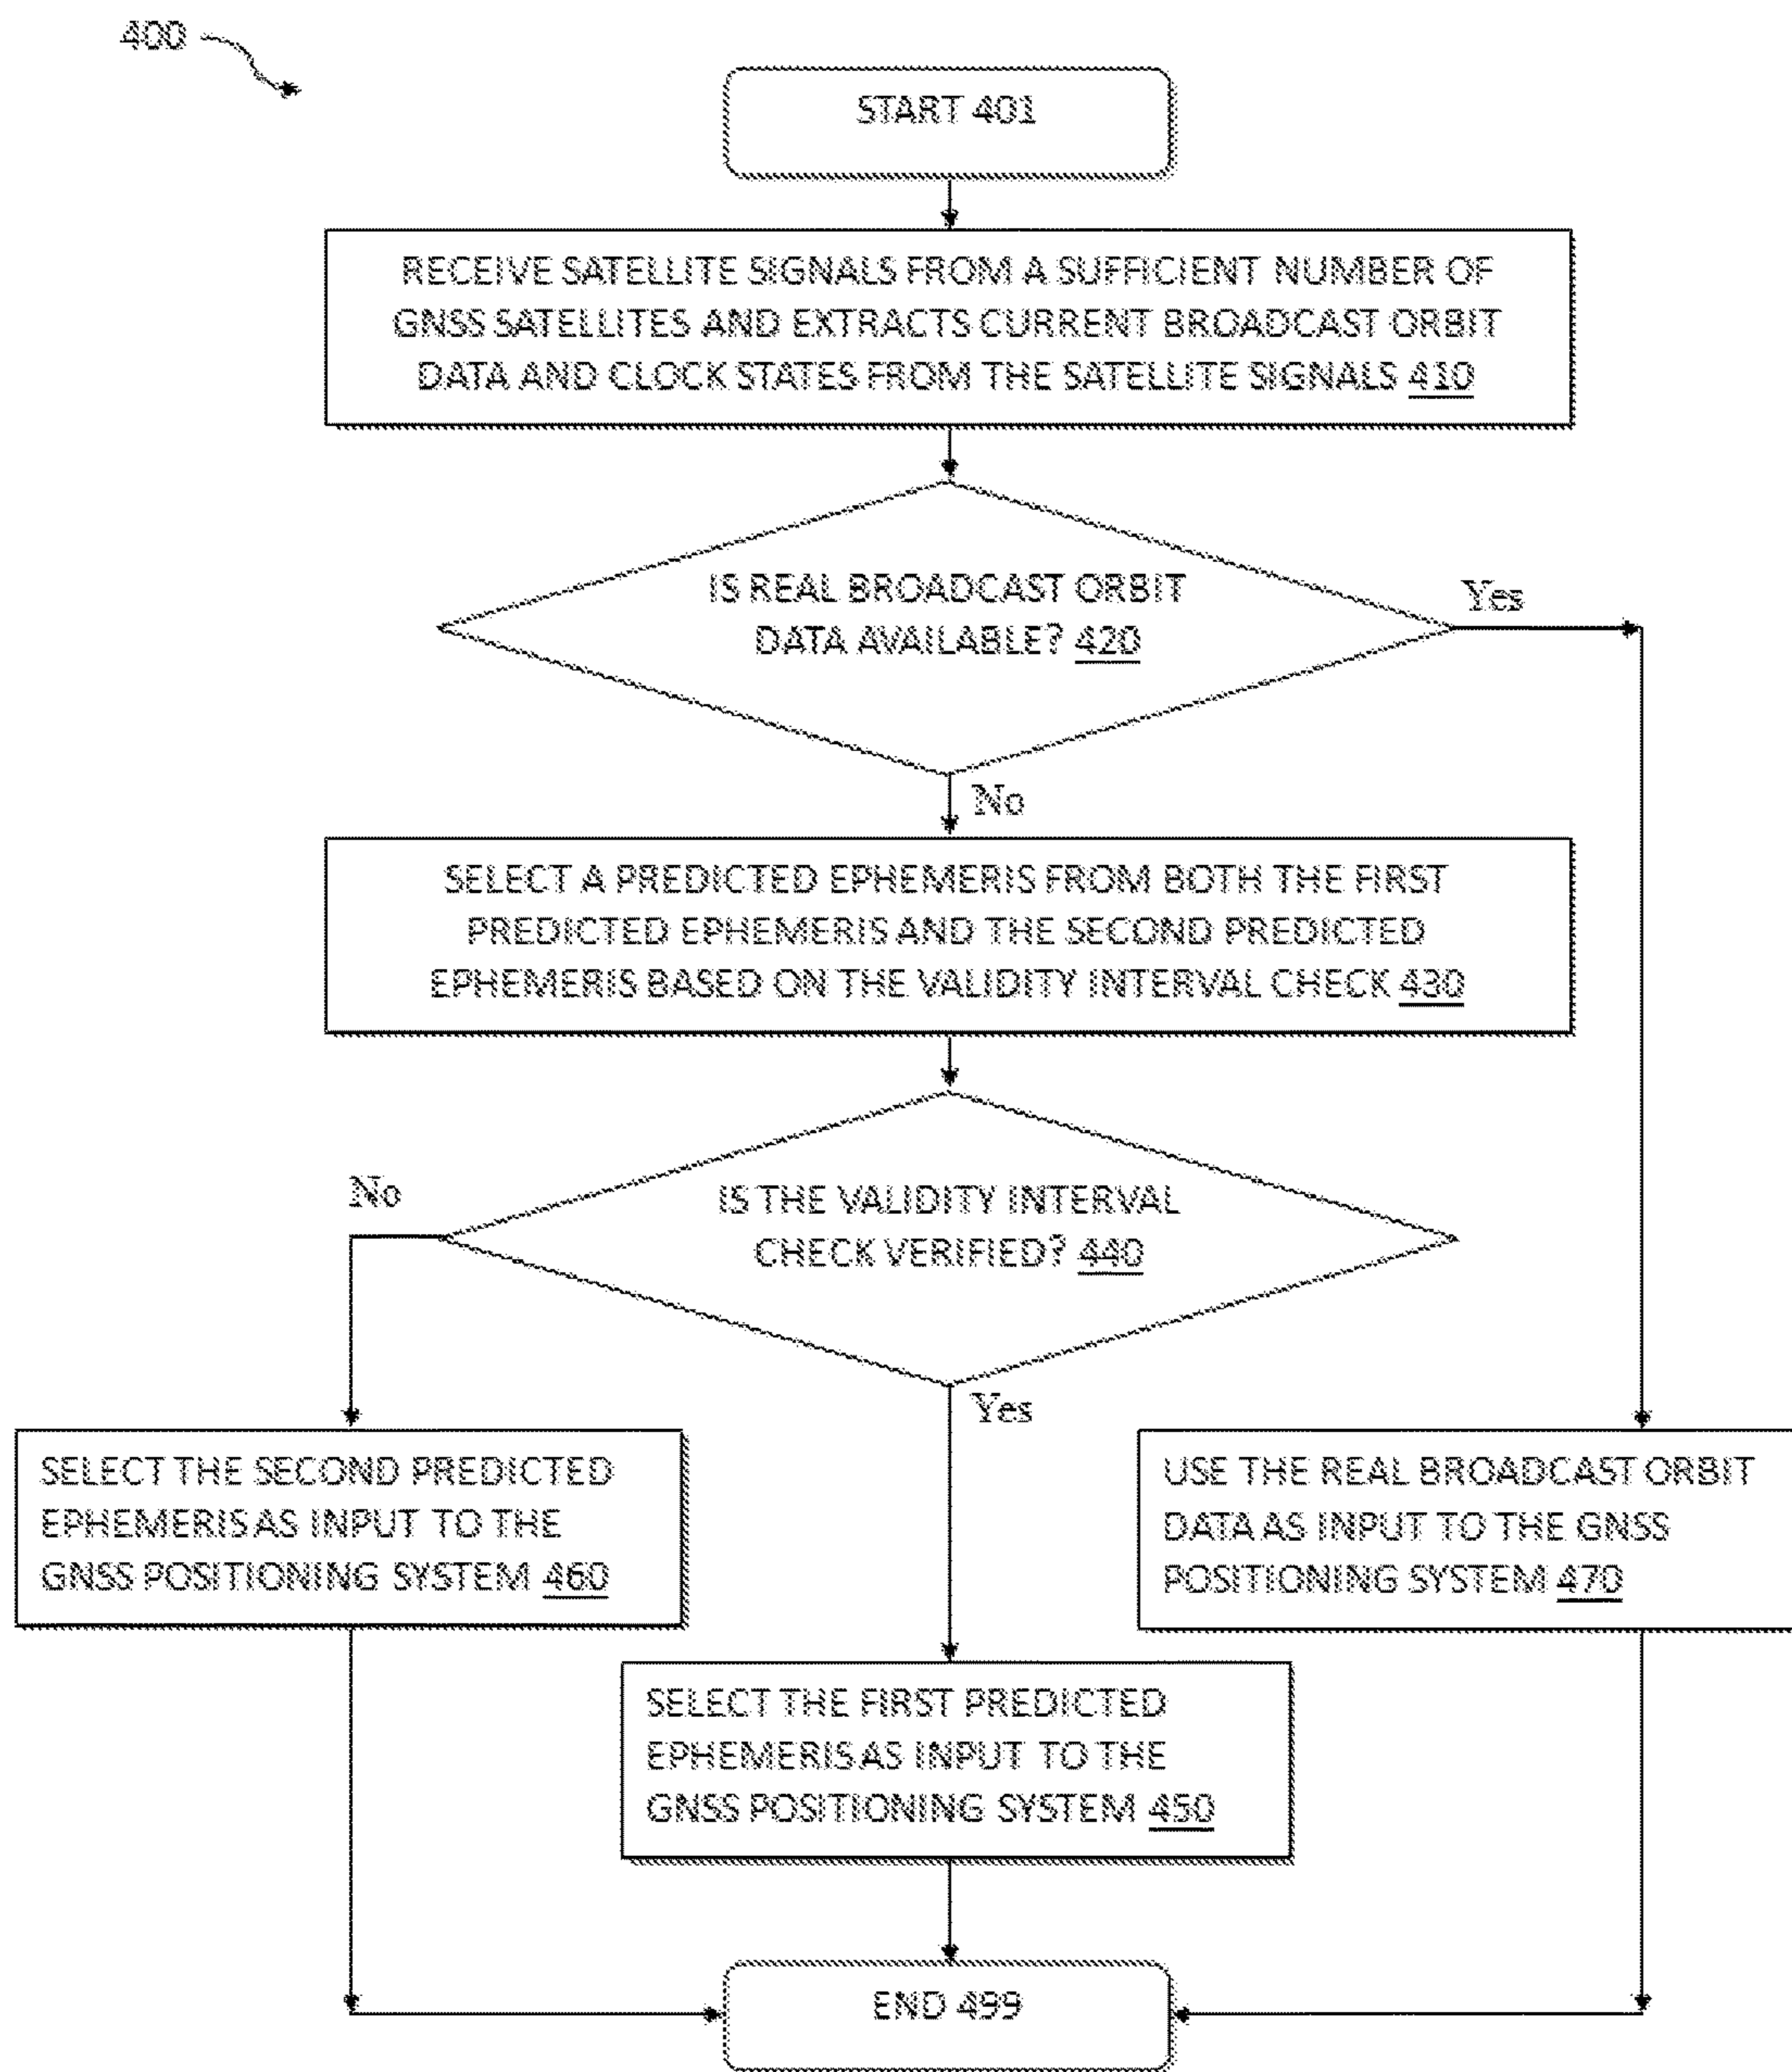 400
START 401
RECEIVE SATELLITE SIGNALS FROM A SUFFICIENT NUMBER OF
GNSS SATELLITES AND EXTRACTS CURRENT BROADCAST ORBIT
DATA AND CLOCK STATES FROM THE SATELLITE SIGNALS 410
IS REAL BROADCAST ORBIT
DATA AVAILABLE? 420
Yes
No
SELECT A PREDICTED EPHEMERIS FROM BOTH THE FIRST
PREDICTED EPHEMERIS AND THE SECOND PREDICTED
EPHEMERIS BASED ON THE VALIDITY INTERVAL CHECK 430
IS THE VALIDITY INTERVAL
CHECK VERIFIED? 440
No
Yes
SELECT THE SECOND PREDICTED
EPHEMERIS AS INPUT TO THE
GNSS POSITIONING SYSTEM 460
USE THE REAL BROADCAST ORBIT
DATA AS INPUT TO THE GNSS
POSITIONING SYSTEM 470
SELECT THE FIRST PREDICTED
EPHEMERIS AS INPUT TO THE
GNSS POSITIONING SYSTEM 450
END 499